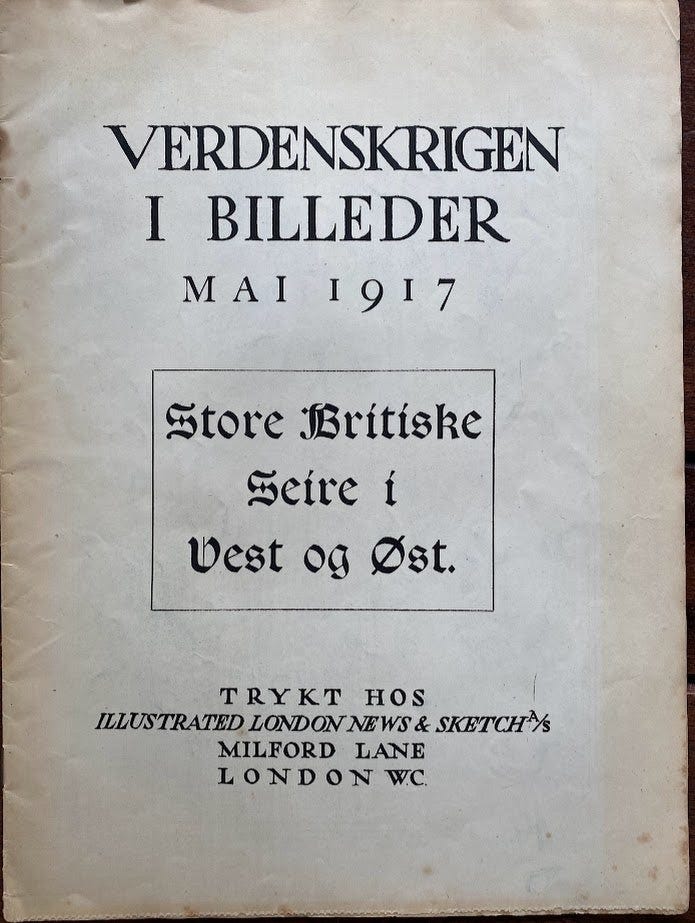 VERDENSKRIGEN
I BILLEDER
MAI 1917
Store Britiske
Seire i
Vest og Øst.
TRYKT HOS
ILLUSTRATED LONDON NEWS & SKETCH A/S
MILFORD LANE
LONDON W.C.